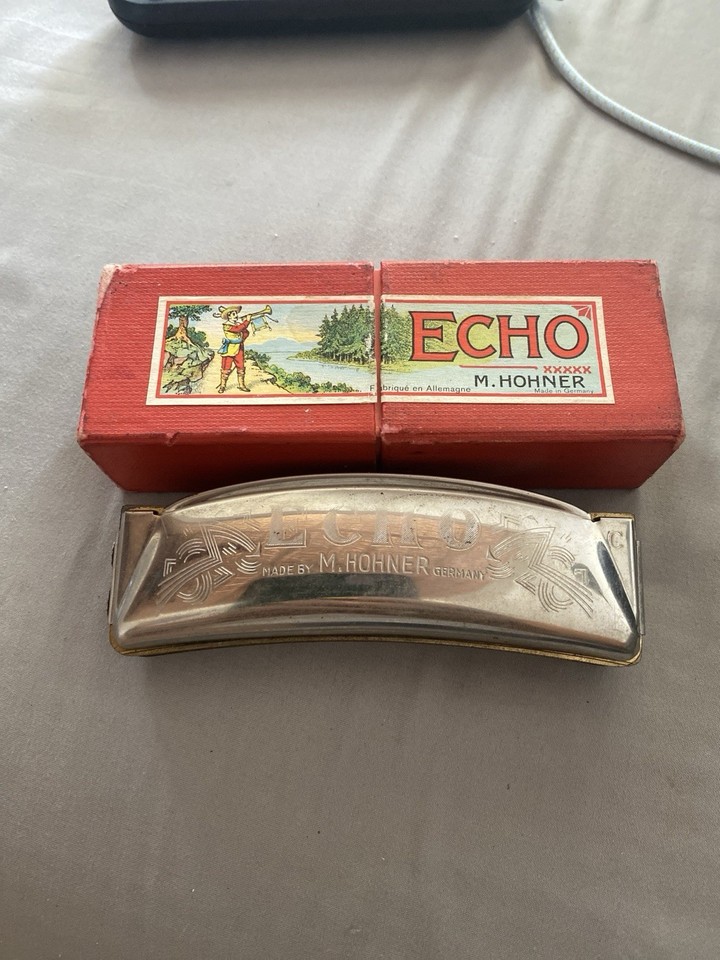 ECHO
xxxxx
M. HOHNER
Fabriqué en Allemagne
Made in Germany
ECHO
MADE BY M. HOHNER GERMANY
C